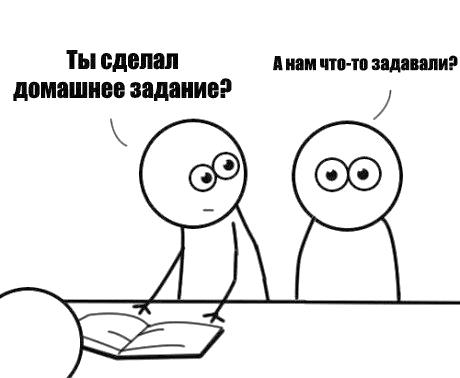 Ты сделал
домашнее задание?
А нам что-то задавали?